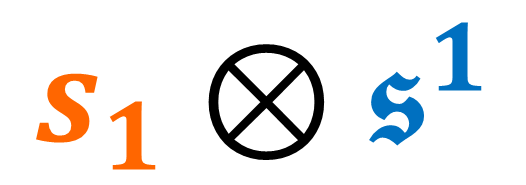 𝒔₁ ⊗ 𝖘¹